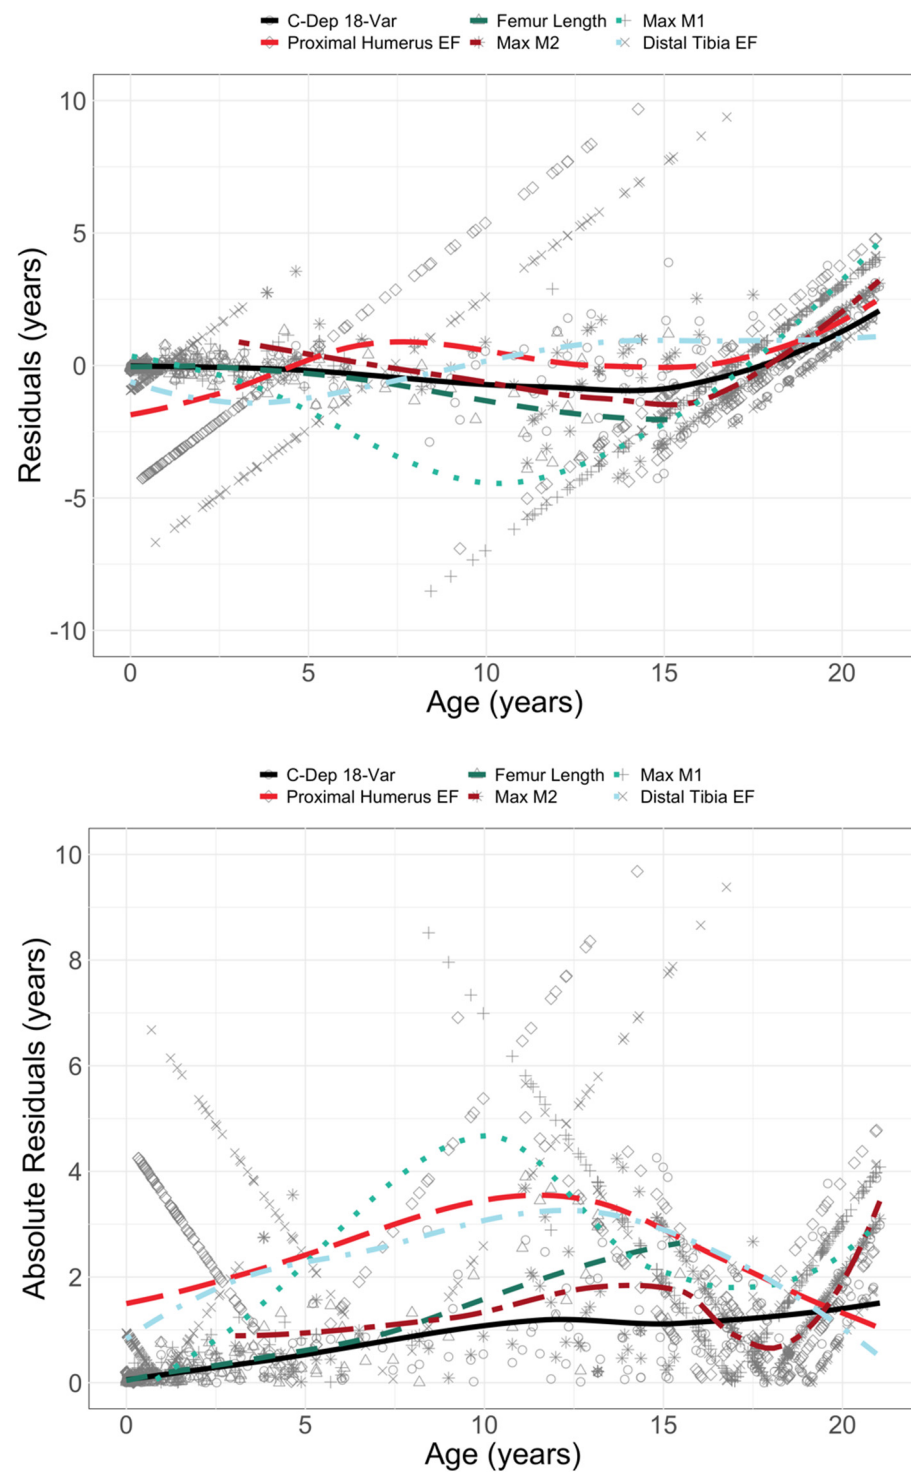 C-Dep 18-Var Femur Length Max M1
Proximal Humerus EF Max M2 Distal Tibia EF
10
5
0
-5
-10
Residuals (years)
0 5 10 15 20
Age (years)
C-Dep 18-Var Femur Length Max M1
Proximal Humerus EF Max M2 Distal Tibia EF
10
8
6
4
2
0
Absolute Residuals (years)
0 5 10 15 20
Age (years)